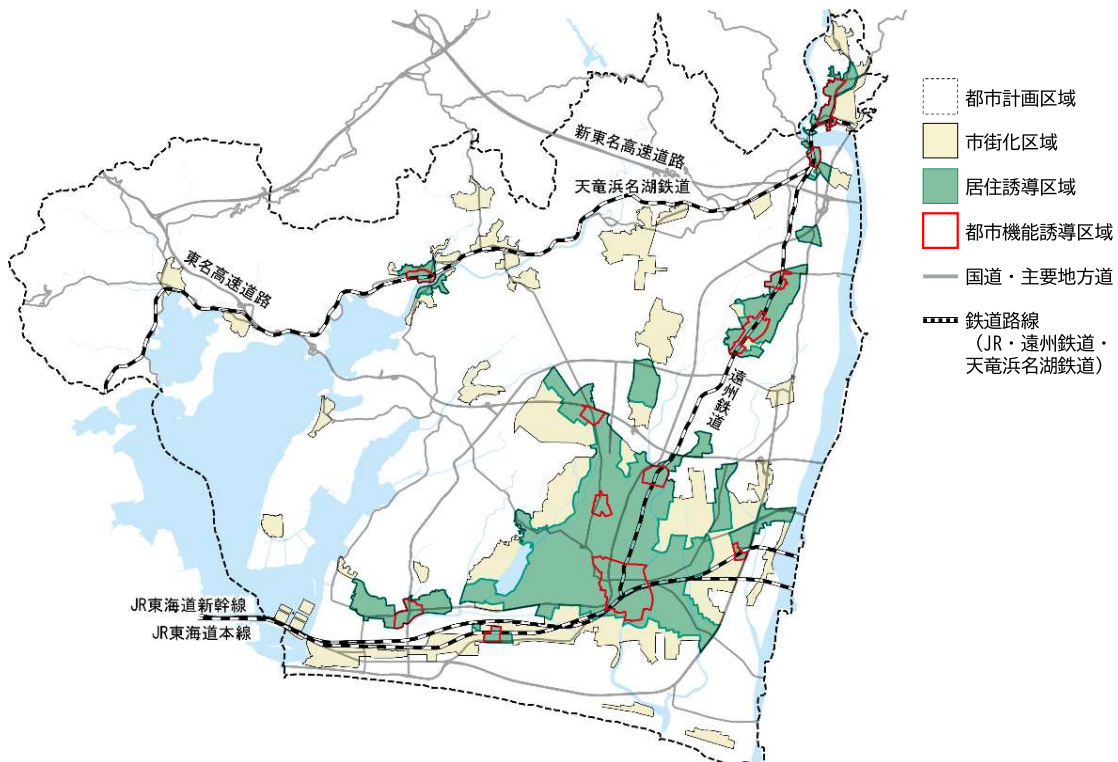 新東名高速道路
天竜浜名湖鉄道
東名高速道路
遠州鉄道
JR東海道新幹線
JR東海道本線
都市計画区域
市街化区域
居住誘導区域
都市機能誘導区域
国道・主要地方道
鉄道路線
（JR・遠州鉄道・
天竜浜名湖鉄道）